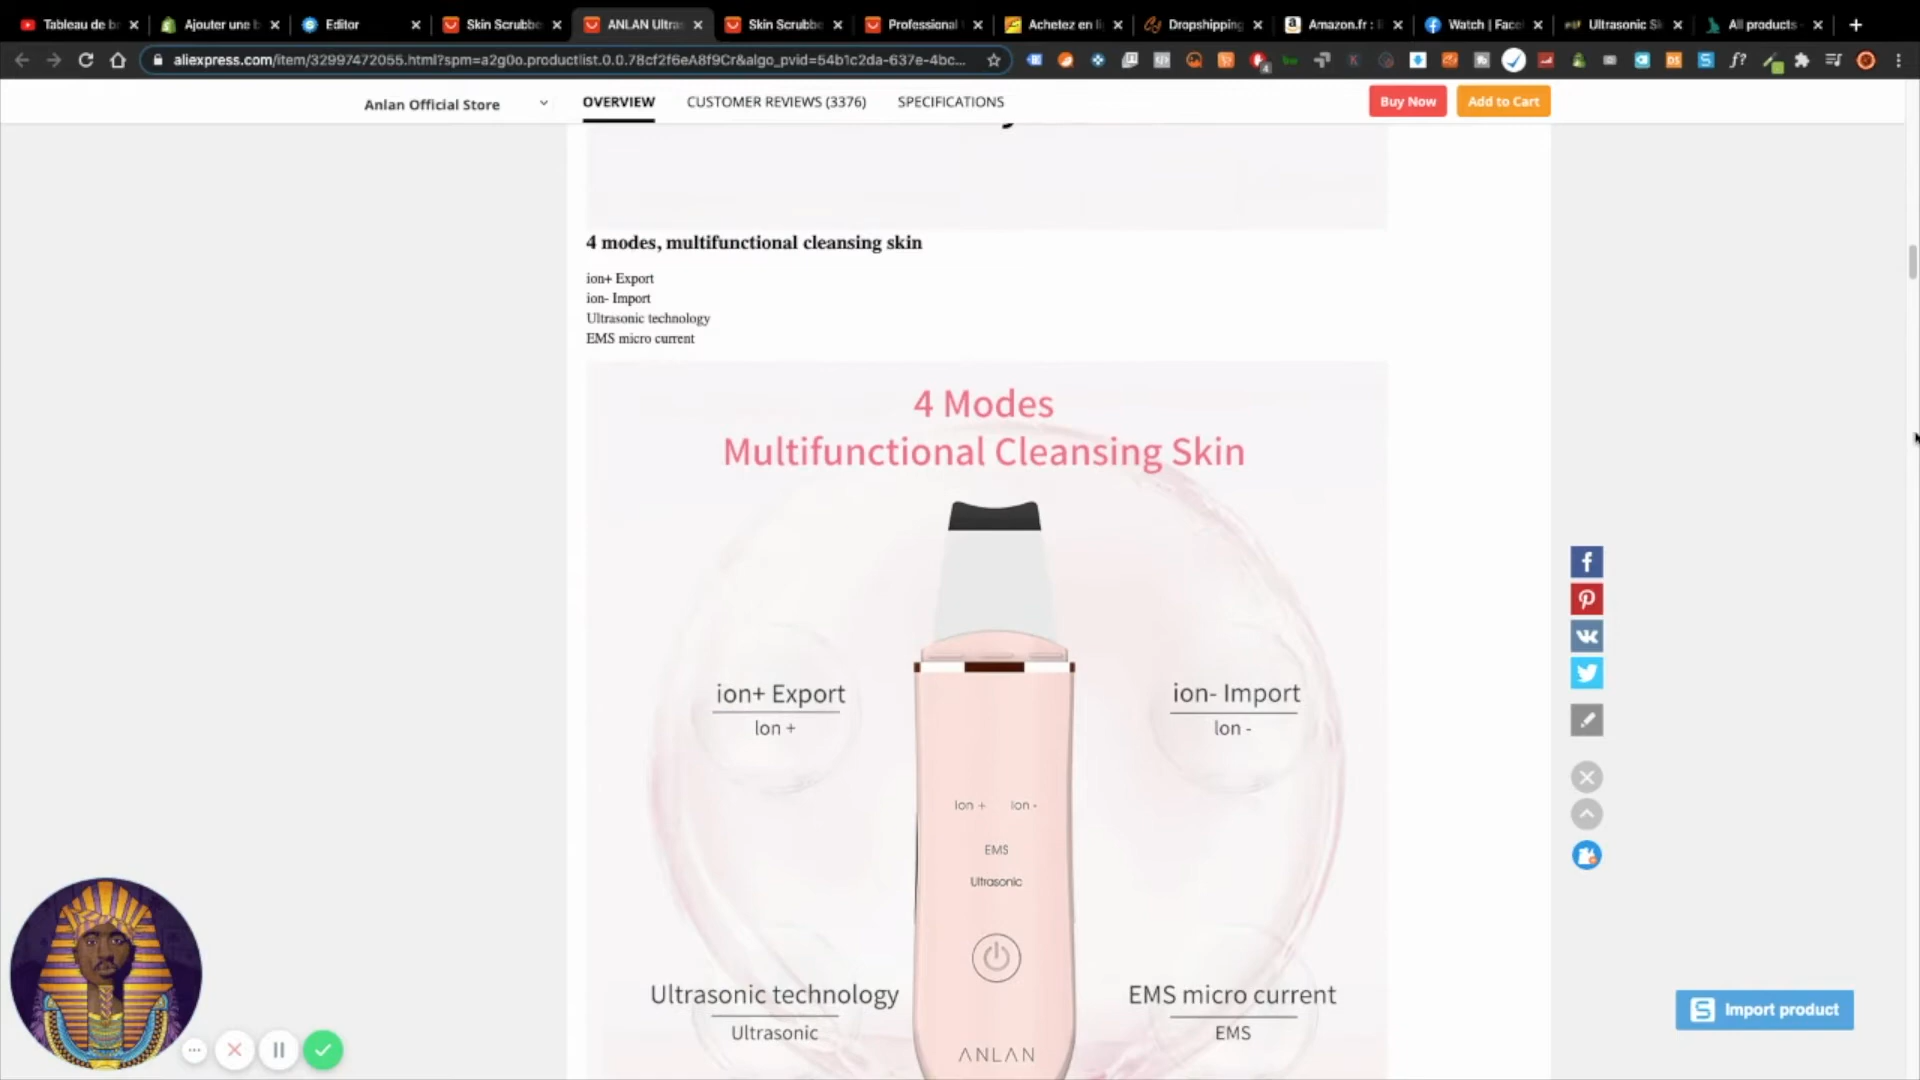 Tableau de b
Ajouter une b
Editor
Skin Scrubbe
ANLAN Ultra
Skin Scrubbe
Professional
Achetez en li
Dropshipping
Amazon.fr :
Watch | Face
Ultrasonic Sk
All products
aliexpress.com/item/32997472055.html?spm=a2g0o.productlist.0.0.78cf2f6eA8f9Cr&algo_pvid=54b1c2da-637e-4bc...
Anlan Official Store
OVERVIEW
CUSTOMER REVIEWS (3376)
SPECIFICATIONS
Buy Now
Add to Cart
4 modes, multifunctional cleansing skin
ion+ Export
ion- Import
Ultrasonic technology
EMS micro current
4 Modes
Multifunctional Cleansing Skin
ion+ Export
Ion +
ion- Import
Ion -
Ion +
Ion -
EMS
Ultrasonic
Ultrasonic technology
Ultrasonic
EMS micro current
EMS
ANLAN
Import product